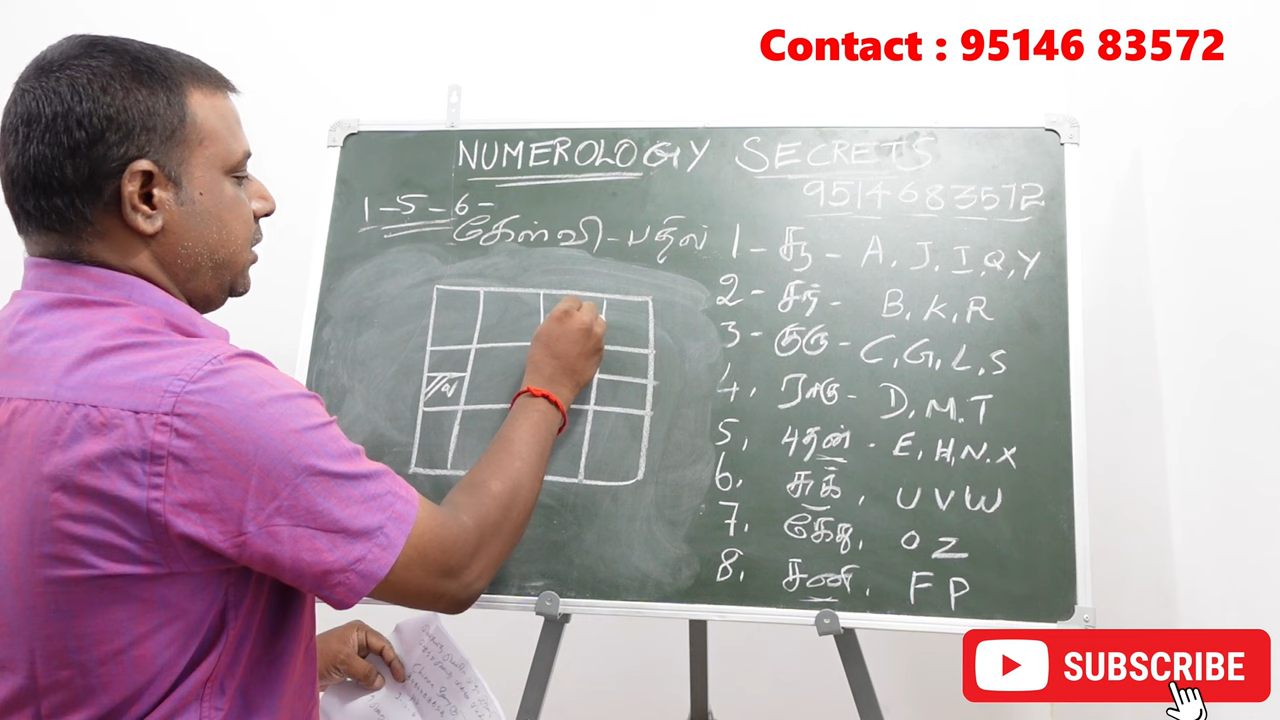 Contact : 95146 83572
NUMEROLOGY SECRETS
9514683572
1-5-6-
கேள்வி-பதில்
1 - சூ - A, J, I, Q, Y
2 - சந் - B, K, R
3 - குரு - C, G, L, S
4, ராகு - D, M, T
5, புதன் - E, H, N, X
6, சுக், U V W
7, கேது, O Z
8, சனி, F P
SUBSCRIBE